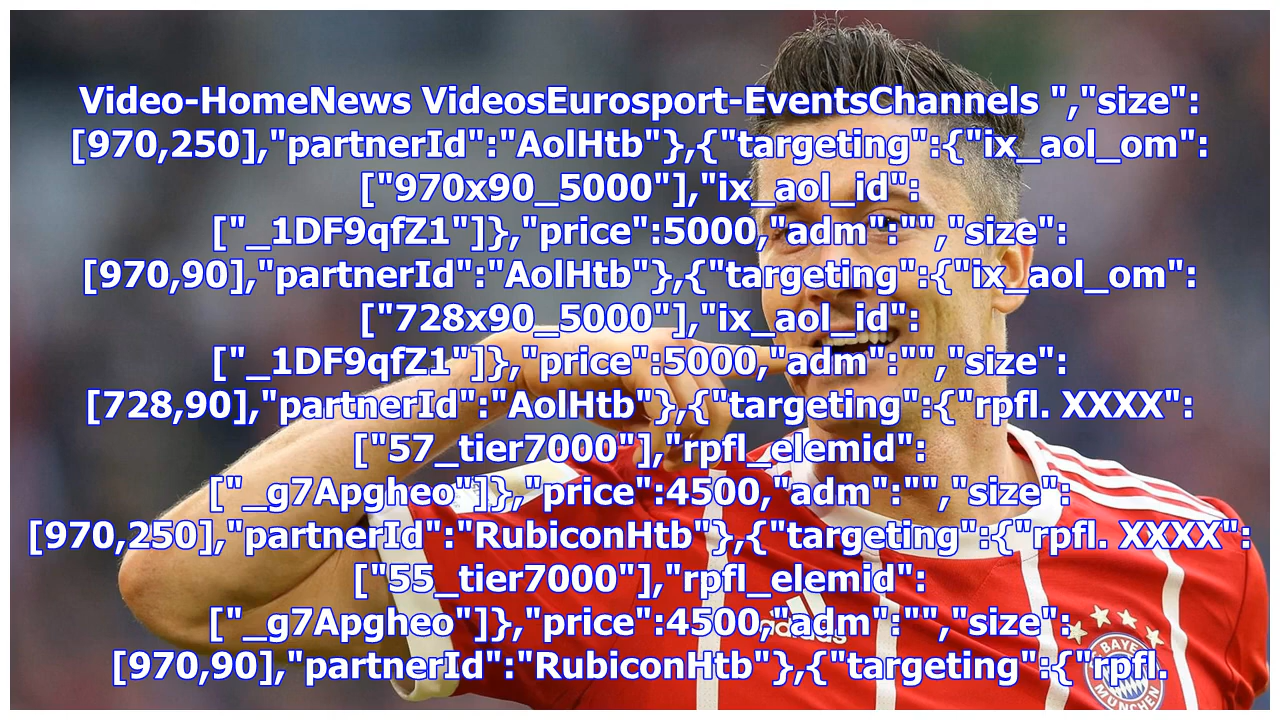 Video-HomeNews VideosEurosport-EventsChannels ","size":
[970,250],"partnerId":"AolHtb"},{"targeting":{"ix_aol_om":
["970x90_5000"],"ix_aol_id":
["_1DF9qfZ1"]},"price":5000,"adm":"","size":
[970,90],"partnerId":"AolHtb"},{"targeting":{"ix_aol_om":
["728x90_5000"],"ix_aol_id":
["_1DF9qfZ1"]},"price":5000,"adm":"","size":
[728,90],"partnerId":"AolHtb"},{"targeting":{"rpfl. XXXX":
["57_tier7000"],"rpfl_elemid":
["_g7Apgheo"]},"price":4500,"adm":"","size":
[970,250],"partnerId":"RubiconHtb"},{"targeting":{"rpfl. XXXX":
["55_tier7000"],"rpfl_elemid":
["_g7Apgheo"]},"price":4500,"adm":"","size":
adidas
[970,90],"partnerId":"RubiconHtb"},{"targeting":{"rpfl.
BAYERN
MÜNCHEN